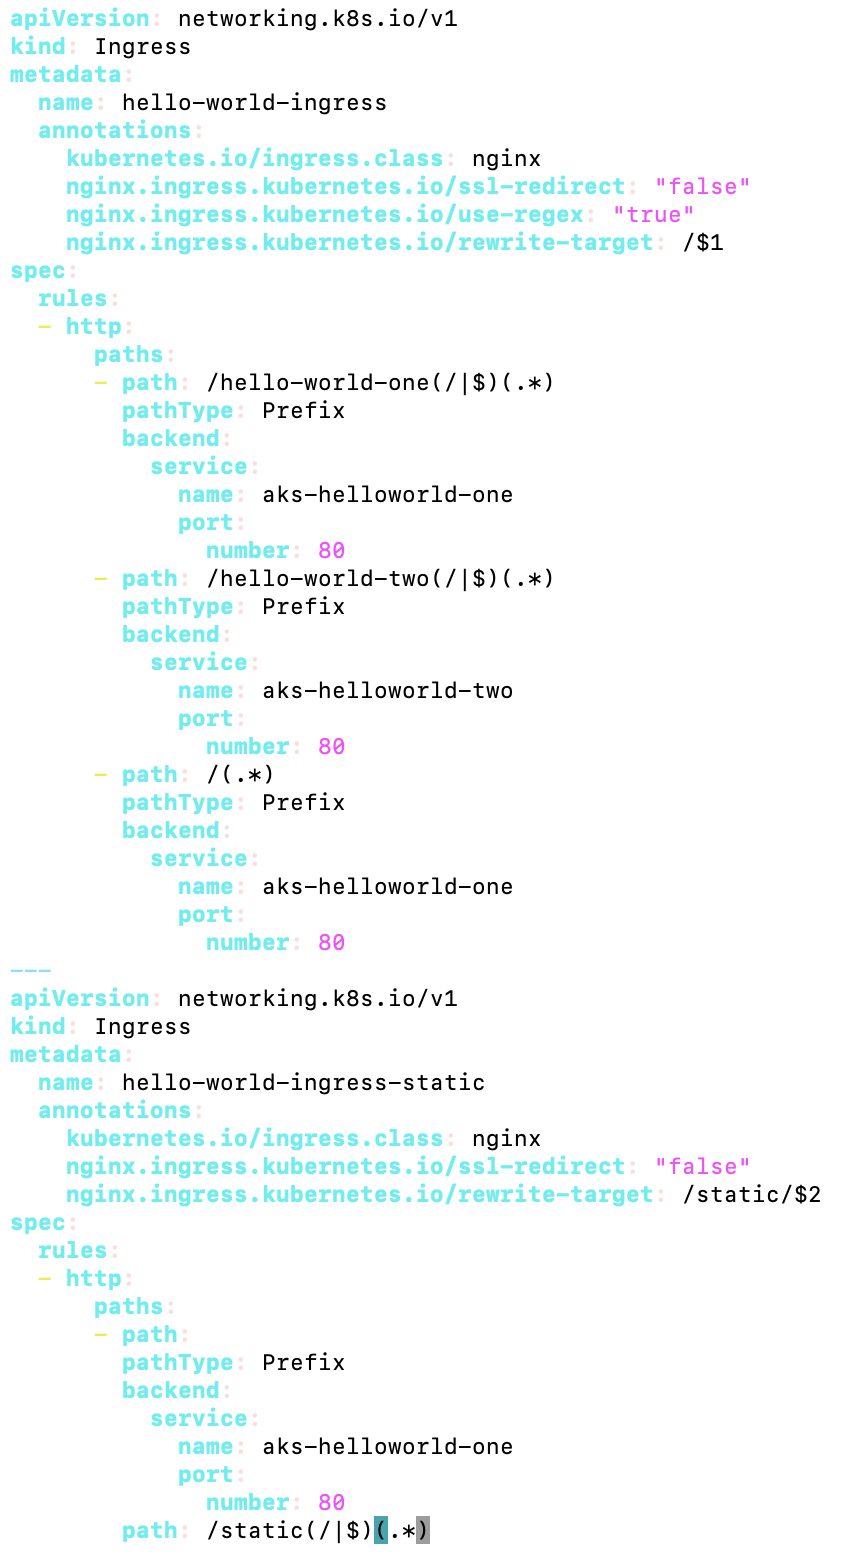 apiVersion: networking.k8s.io/v1
kind: Ingress
metadata:
  name: hello-world-ingress
  annotations:
    kubernetes.io/ingress.class: nginx
    nginx.ingress.kubernetes.io/ssl-redirect: "false"
    nginx.ingress.kubernetes.io/use-regex: "true"
    nginx.ingress.kubernetes.io/rewrite-target: /$1
spec:
  rules:
  - http:
      paths:
      - path: /hello-world-one(/|$)(.*)
        pathType: Prefix
        backend:
          service:
            name: aks-helloworld-one
            port:
              number: 80
      - path: /hello-world-two(/|$)(.*)
        pathType: Prefix
        backend:
          service:
            name: aks-helloworld-two
            port:
              number: 80
      - path: /(.*)
        pathType: Prefix
        backend:
          service:
            name: aks-helloworld-one
            port:
              number: 80
---
apiVersion: networking.k8s.io/v1
kind: Ingress
metadata:
  name: hello-world-ingress-static
  annotations:
    kubernetes.io/ingress.class: nginx
    nginx.ingress.kubernetes.io/ssl-redirect: "false"
    nginx.ingress.kubernetes.io/rewrite-target: /static/$2
spec:
  rules:
  - http:
      paths:
      - path:
        pathType: Prefix
        backend:
          service:
            name: aks-helloworld-one
            port:
              number: 80
        path: /static(/|$)(.*)